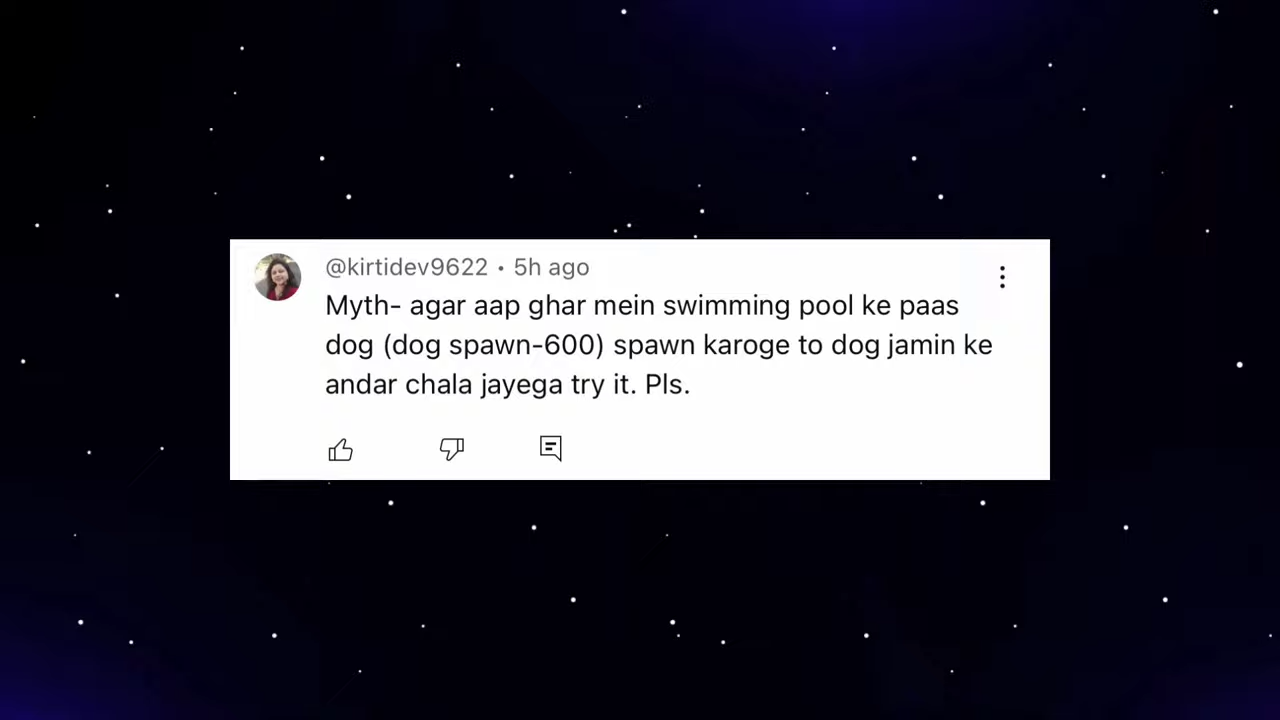 @kirtidev9622 • 5h ago
Myth- agar aap ghar mein swimming pool ke paas
dog (dog spawn-600) spawn karoge to dog jamin ke
andar chala jayega try it. Pls.